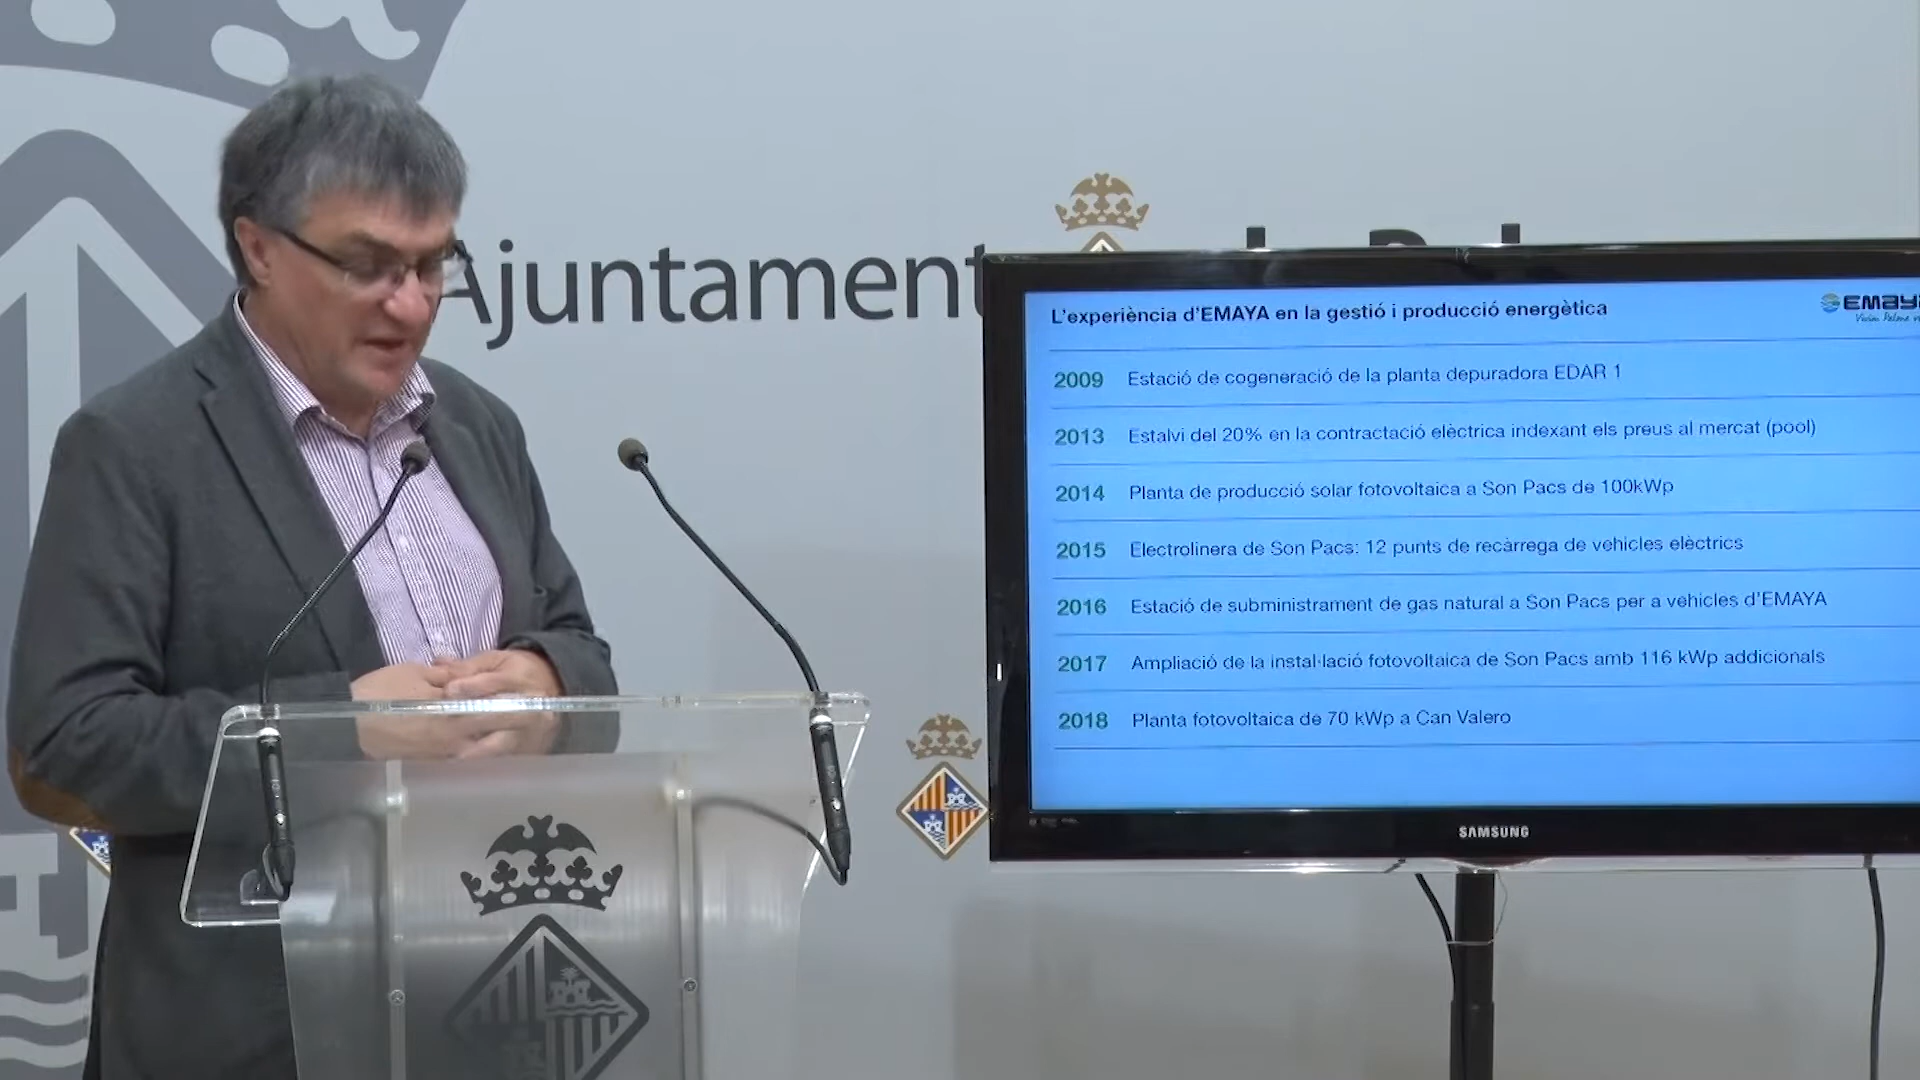 Ajuntament
L'experiència d'EMAYA en la gestió i producció energètica
EMAYA
2009 Estació de cogeneració de la planta depuradora EDAR 1
2013 Estalvi del 20% en la contractació elèctrica indexant els preus al mercat (pool)
2014 Planta de producció solar fotovoltaica a Son Pacs de 100kWp
2015 Electrolinera de Son Pacs: 12 punts de recàrrega de vehicles elèctrics
2016 Estació de subministrament de gas natural a Son Pacs per a vehicles d'EMAYA
2017 Ampliació de la instal·lació fotovoltaica de Son Pacs amb 116 kWp addicionals
2018 Planta fotovoltaica de 70 kWp a Can Valero
SAMSUNG